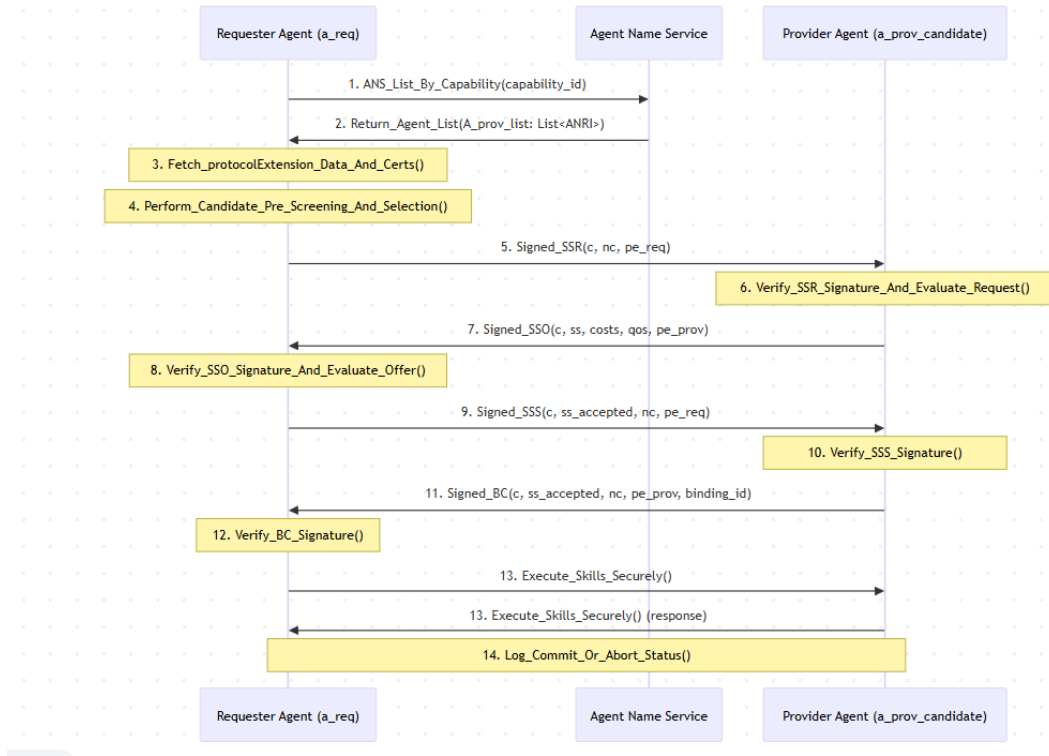 Requester Agent (a_req)
Agent Name Service
Provider Agent (a_prov_candidate)
1. ANS_List_By_Capability(capability_id)
2. Return_Agent_List(A_prov_list: List<ANRI>)
3. Fetch_protocolExtension_Data_And_Certs()
4. Perform_Candidate_Pre_Screening_And_Selection()
5. Signed_SSR(c, nc, pe_req)
6. Verify_SSR_Signature_And_Evaluate_Request()
7. Signed_SSO(c, ss, costs, qos, pe_prov)
8. Verify_SSO_Signature_And_Evaluate_Offer()
9. Signed_SSS(c, ss_accepted, nc, pe_req)
10. Verify_SSS_Signature()
11. Signed_BC(c, ss_accepted, nc, pe_prov, binding_id)
12. Verify_BC_Signature()
13. Execute_Skills_Securely()
13. Execute_Skills_Securely() (response)
14. Log_Commit_Or_Abort_Status()
Requester Agent (a_req)
Agent Name Service
Provider Agent (a_prov_candidate)